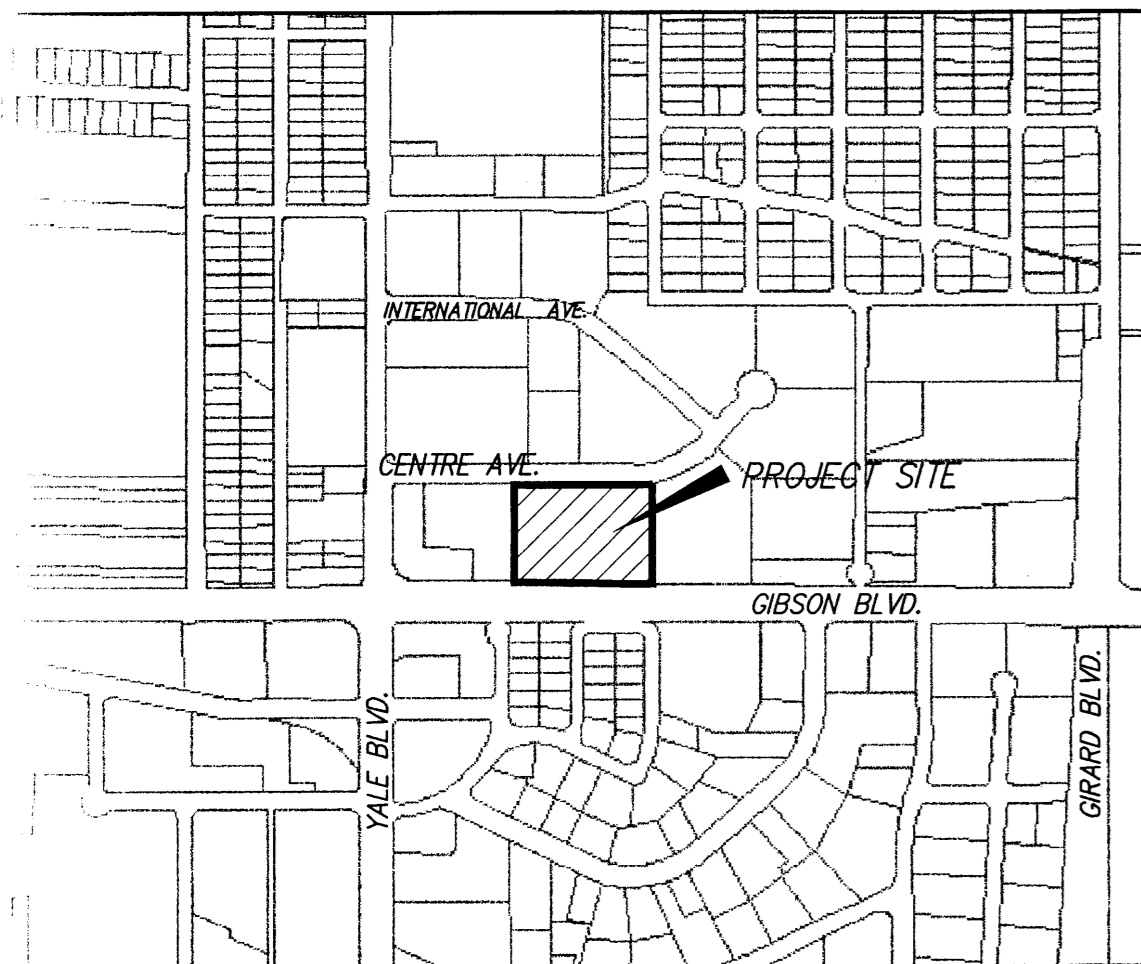 INTERNATIONAL AVE.
CENTRE AVE.
PROJECT SITE
GIBSON BLVD.
YALE BLVD.
GIRARD BLVD.